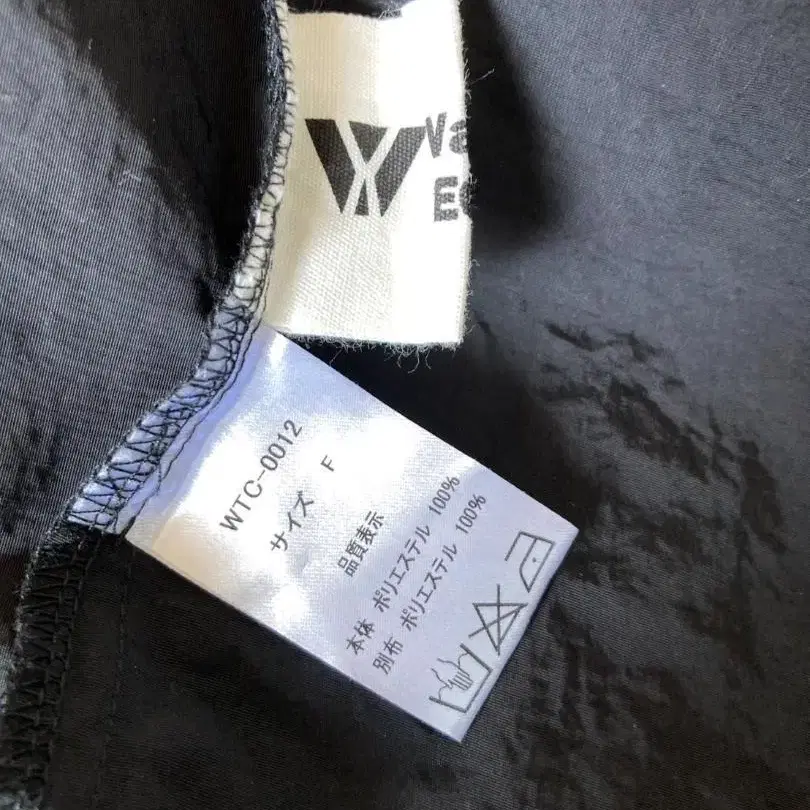 Va
EC
WTC-0012
サイズ F
品質表示
本体 ポリエステル 100%
別布 ポリエステル 100%